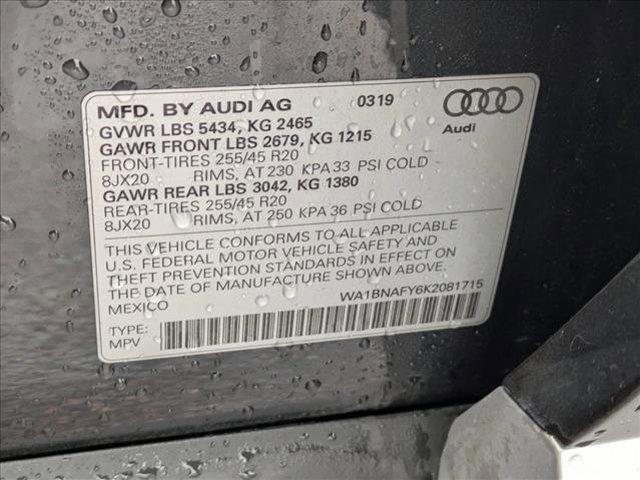 MFD. BY AUDI AG 0319
GVWR LBS 5434, KG 2465
GAWR FRONT LBS 2679, KG 1215
FRONT-TIRES 255/45 R20
8JX20 RIMS, AT 230 KPA 33 PSI COLD
GAWR REAR LBS 3042, KG 1380
REAR-TIRES 255/45 R20
8JX20 RIMS, AT 250 KPA 36 PSI COLD
Audi
THIS VEHICLE CONFORMS TO ALL APPLICABLE
U.S. FEDERAL MOTOR VEHICLE SAFETY AND
THEFT PREVENTION STANDARDS IN EFFECT ON
THE DATE OF MANUFACTURE SHOWN ABOVE.
MEXICO WA1BNAFY6K2081715
TYPE:
MPV